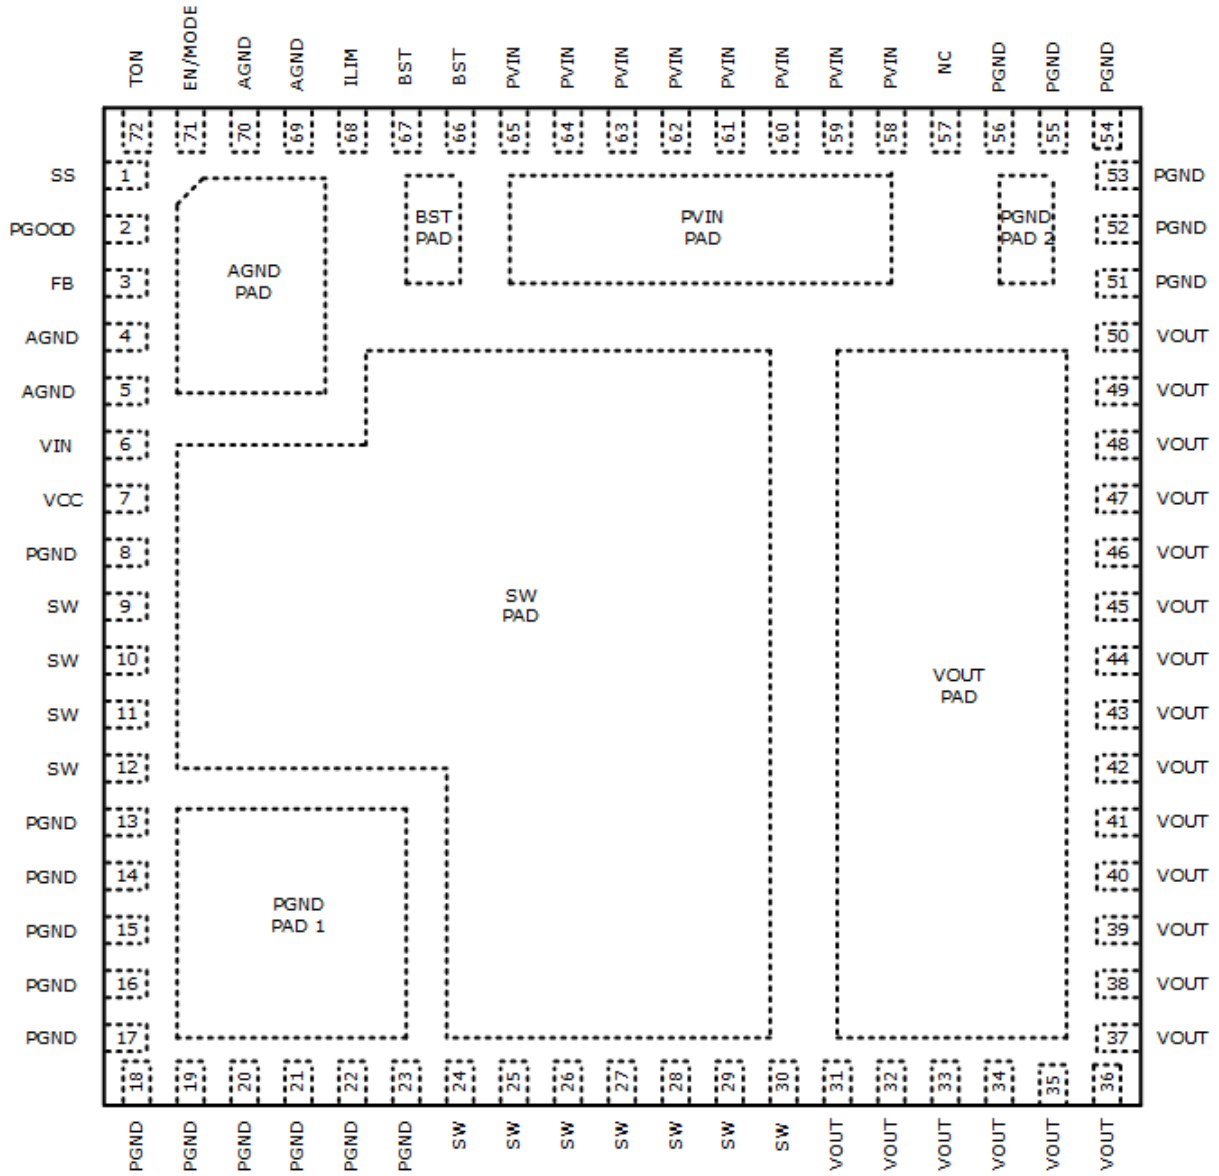 TON
EN/MODE
AGND
AGND
ILIM
BST
BST
PVIN
PVIN
PVIN
PVIN
PVIN
PVIN
PVIN
PVIN
NC
PGND
PGND
PGND
72
71
70
69
68
67
66
65
64
63
62
61
60
59
58
57
56
55
54
SS
1
53
PGND
PGOOD
2
BST
PAD
PVIN
PAD
PGND
PAD 2
52
PGND
FB
3
AGND
PAD
51
PGND
AGND
4
50
VOUT
AGND
5
49
VOUT
VIN
6
48
VOUT
VCC
7
47
VOUT
PGND
8
46
VOUT
SW
9
SW
PAD
45
VOUT
SW
10
44
VOUT
SW
11
VOUT
PAD
43
VOUT
SW
12
42
VOUT
PGND
13
41
VOUT
PGND
14
40
VOUT
PGND
15
PGND
PAD 1
39
VOUT
PGND
16
38
VOUT
PGND
17
37
VOUT
18
19
20
21
22
23
24
25
26
27
28
29
30
31
32
33
34
35
36
PGND
PGND
PGND
PGND
PGND
PGND
SW
SW
SW
SW
SW
SW
SW
VOUT
VOUT
VOUT
VOUT
VOUT
VOUT